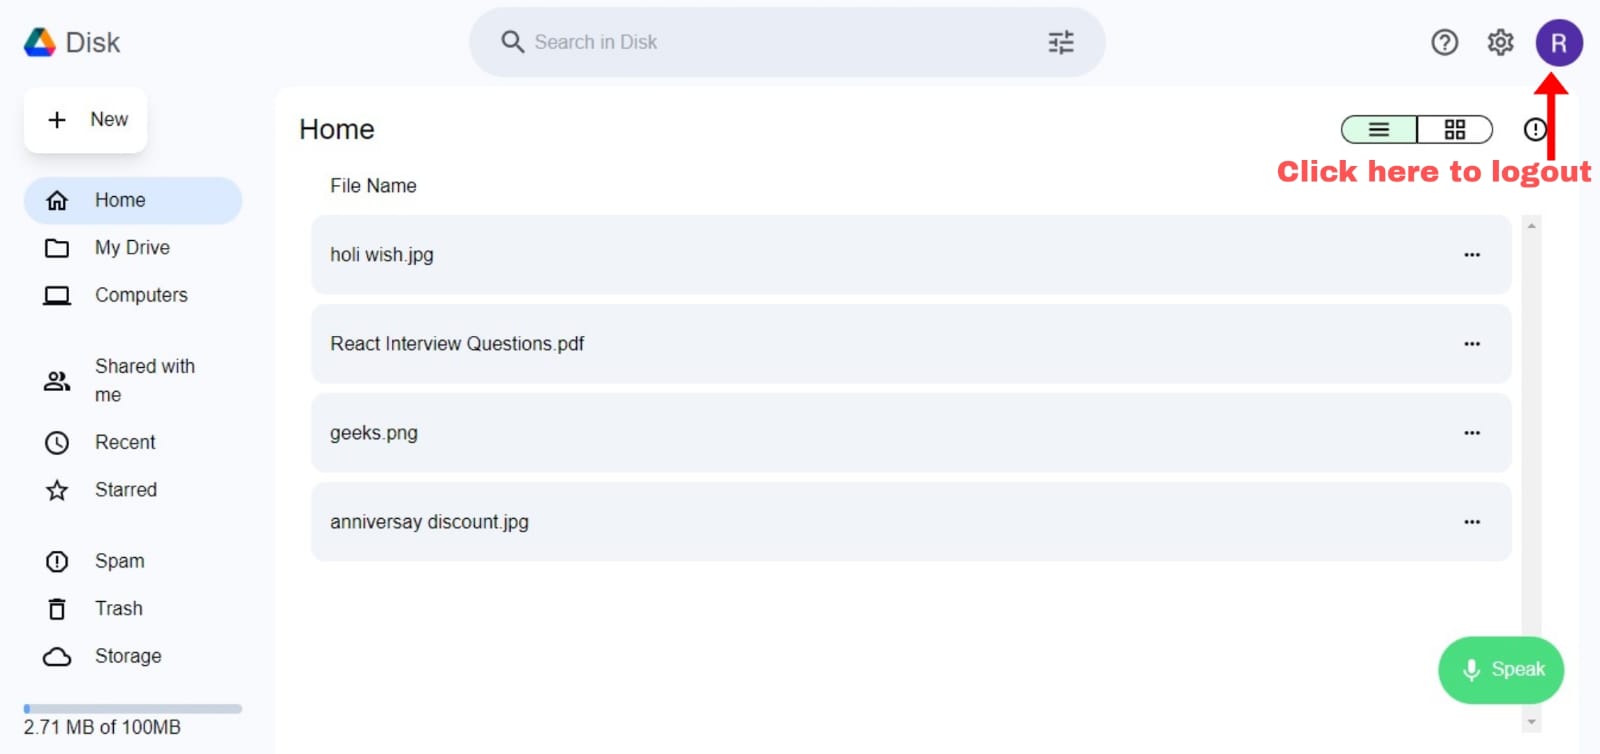 Disk
Search in Disk
R
New
Home
Click here to logout
File Name
Home
My Drive
Computers
Shared with
me
Recent
Starred
Spam
Trash
Storage
2.71 MB of 100MB
holi wish.jpg
React Interview Questions.pdf
geeks.png
anniversay discount.jpg
Speak